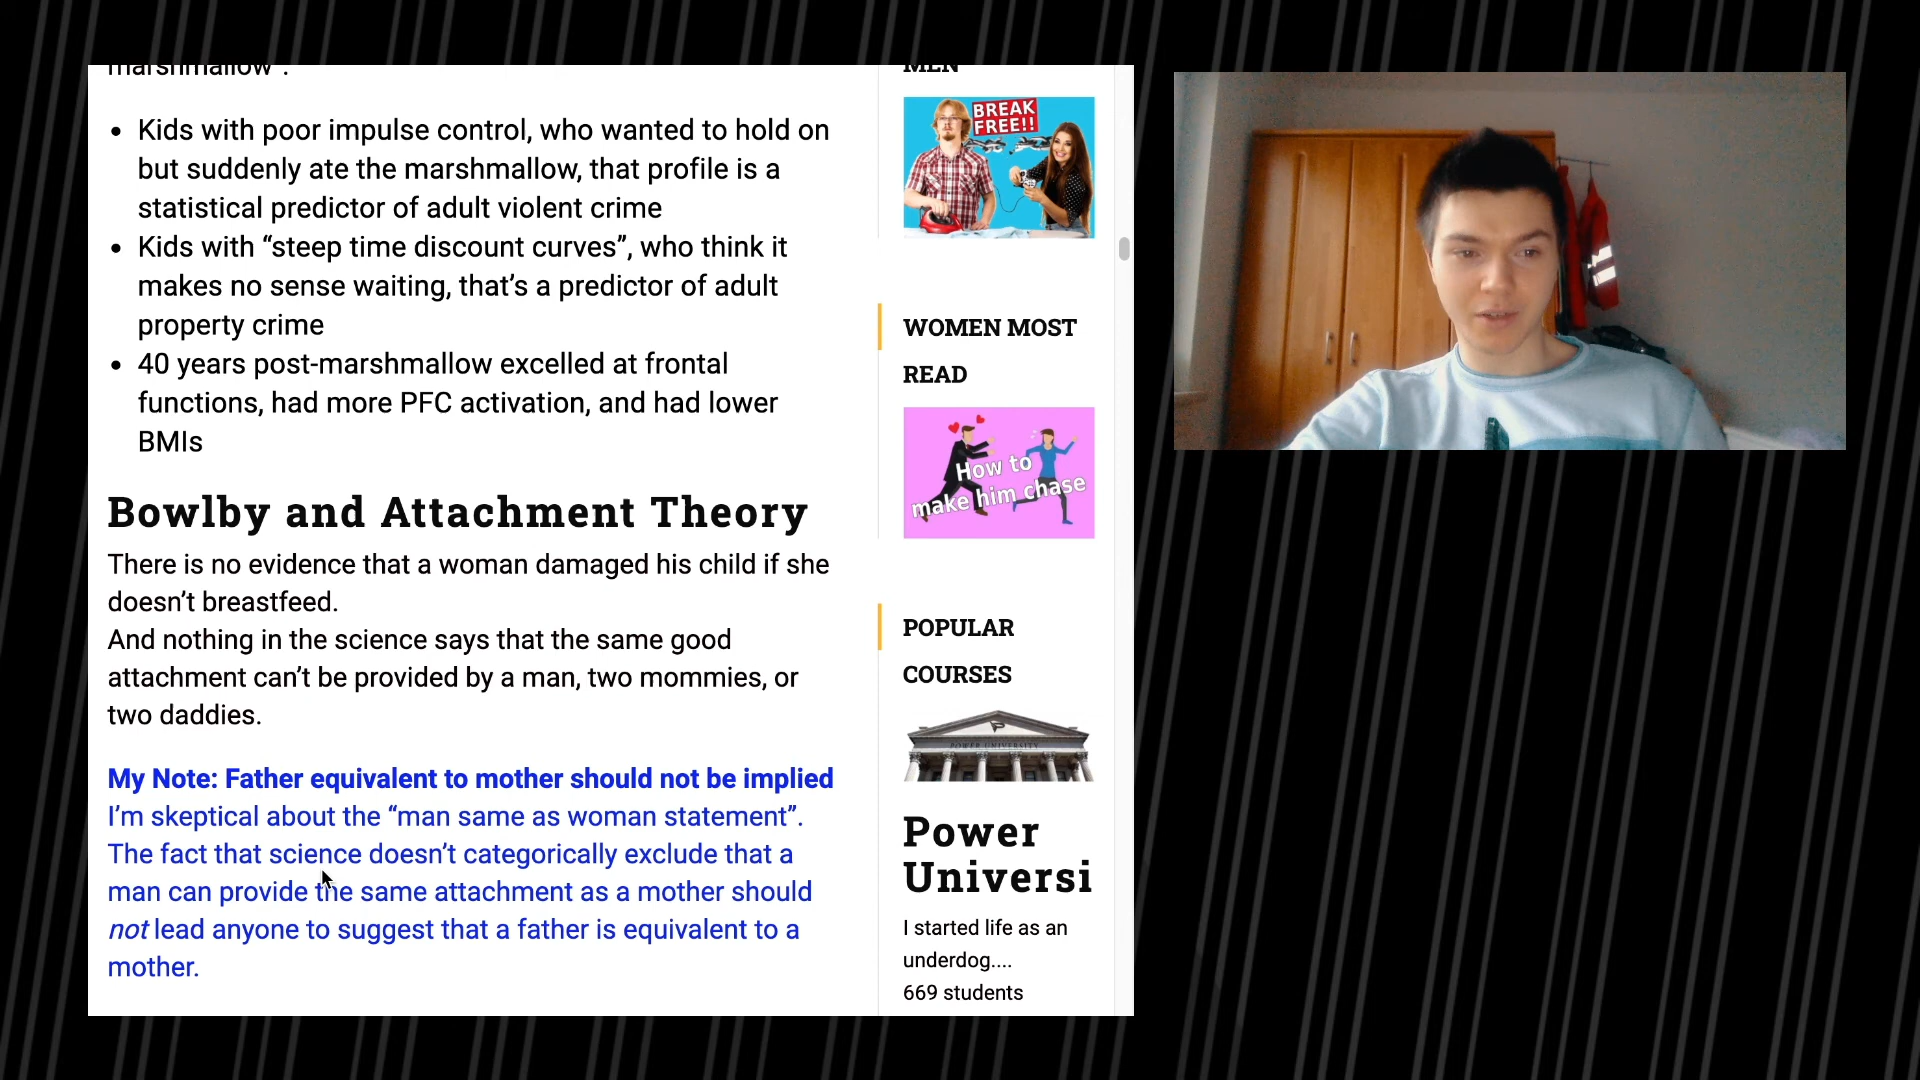 marshmallow”.
• Kids with poor impulse control, who wanted to hold on
but suddenly ate the marshmallow, that profile is a
statistical predictor of adult violent crime
• Kids with “steep time discount curves”, who think it
makes no sense waiting, that’s a predictor of adult
property crime
• 40 years post-marshmallow excelled at frontal
functions, had more PFC activation, and had lower
BMIs
Bowlby and Attachment Theory
There is no evidence that a woman damaged his child if she
doesn’t breastfeed.
And nothing in the science says that the same good
attachment can’t be provided by a man, two mommies, or
two daddies.
My Note: Father equivalent to mother should not be implied
I’m skeptical about the “man same as woman statement”.
The fact that science doesn’t categorically exclude that a
man can provide the same attachment as a mother should
not lead anyone to suggest that a father is equivalent to a
mother.
MEN
BREAK
FREE!!
WOMEN MOST
READ
How to
make him chase
POPULAR
COURSES
POWER UNIVERSITY
Power
Universi
I started life as an
underdog....
669 students